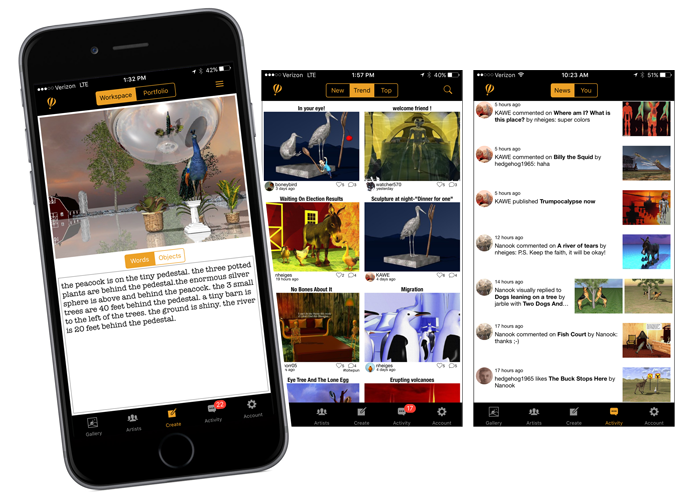 Verizon LTE
1:32 PM
42%
Workspace
Portfolio
Words
Objects
the peacock is on the tiny pedestal. the three potted
plants are behind the pedestal.the enormous silver
sphere is above and behind the peacock. the 3 small
trees are 40 feet behind the pedestal. a tiny barn is
to the left of the trees. the ground is shiny. the river
is 20 feet behind the pedestal.
22
Gallery
Artists
Create
Activity
Account
Verizon LTE
1:57 PM
40%
New
Trend
Top
In your eye!
welcome friend !
boneybird
3 days ago
watcher570
yesterday
Waiting On Election Results
Sculpture at night-"Dinner for one"
nheiges
KAWE
4 days ago
No Bones About It
Migration
nheiges
Eye Tree And The Lone Egg
Erupting volcanoes
17
Artists
Create
Activity
Account
Verizon
10:23 AM
51%
News
You
5 hours ago
KAWE commented on Where am I? What is
this place? by nheiges: super colors
5 hours ago
KAWE commented on Billy the Squid by
hedgehog1965: haha
5 hours ago
KAWE published Trumpocalypse now
12 hours ago
Nanook commented on A river of tears by
nheiges: P.S. Keep the faith, it will be okay!
14 hours ago
Nanook visually replied to
Dogs leaning on a tree by
jarble with Two Dogs And…
17 hours ago
Nanook commented on Fish Court by Nanook:
thanks ;-)
17 hours ago
hedgehog1965 likes The Buck Stops Here by
Nanook
Gallery
Artists
Create
Activity
Account